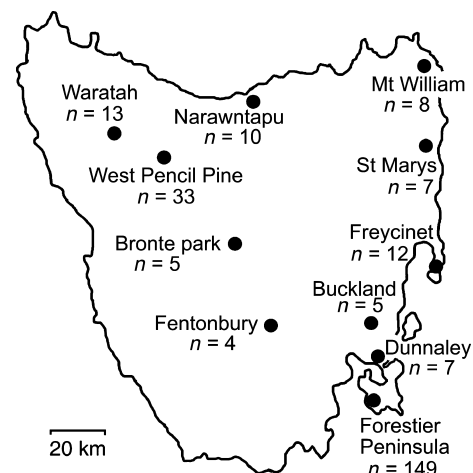 Waratah
n = 13
Mt William
n = 8
Narawntapu
n = 10
West Pencil Pine
n = 33
St Marys
n = 7
Bronte park
n = 5
Freycinet
n = 12
Buckland
n = 5
Fentonbury
n = 4
Dunnaley
n = 7
Forestier
Peninsula
n = 149
20 km